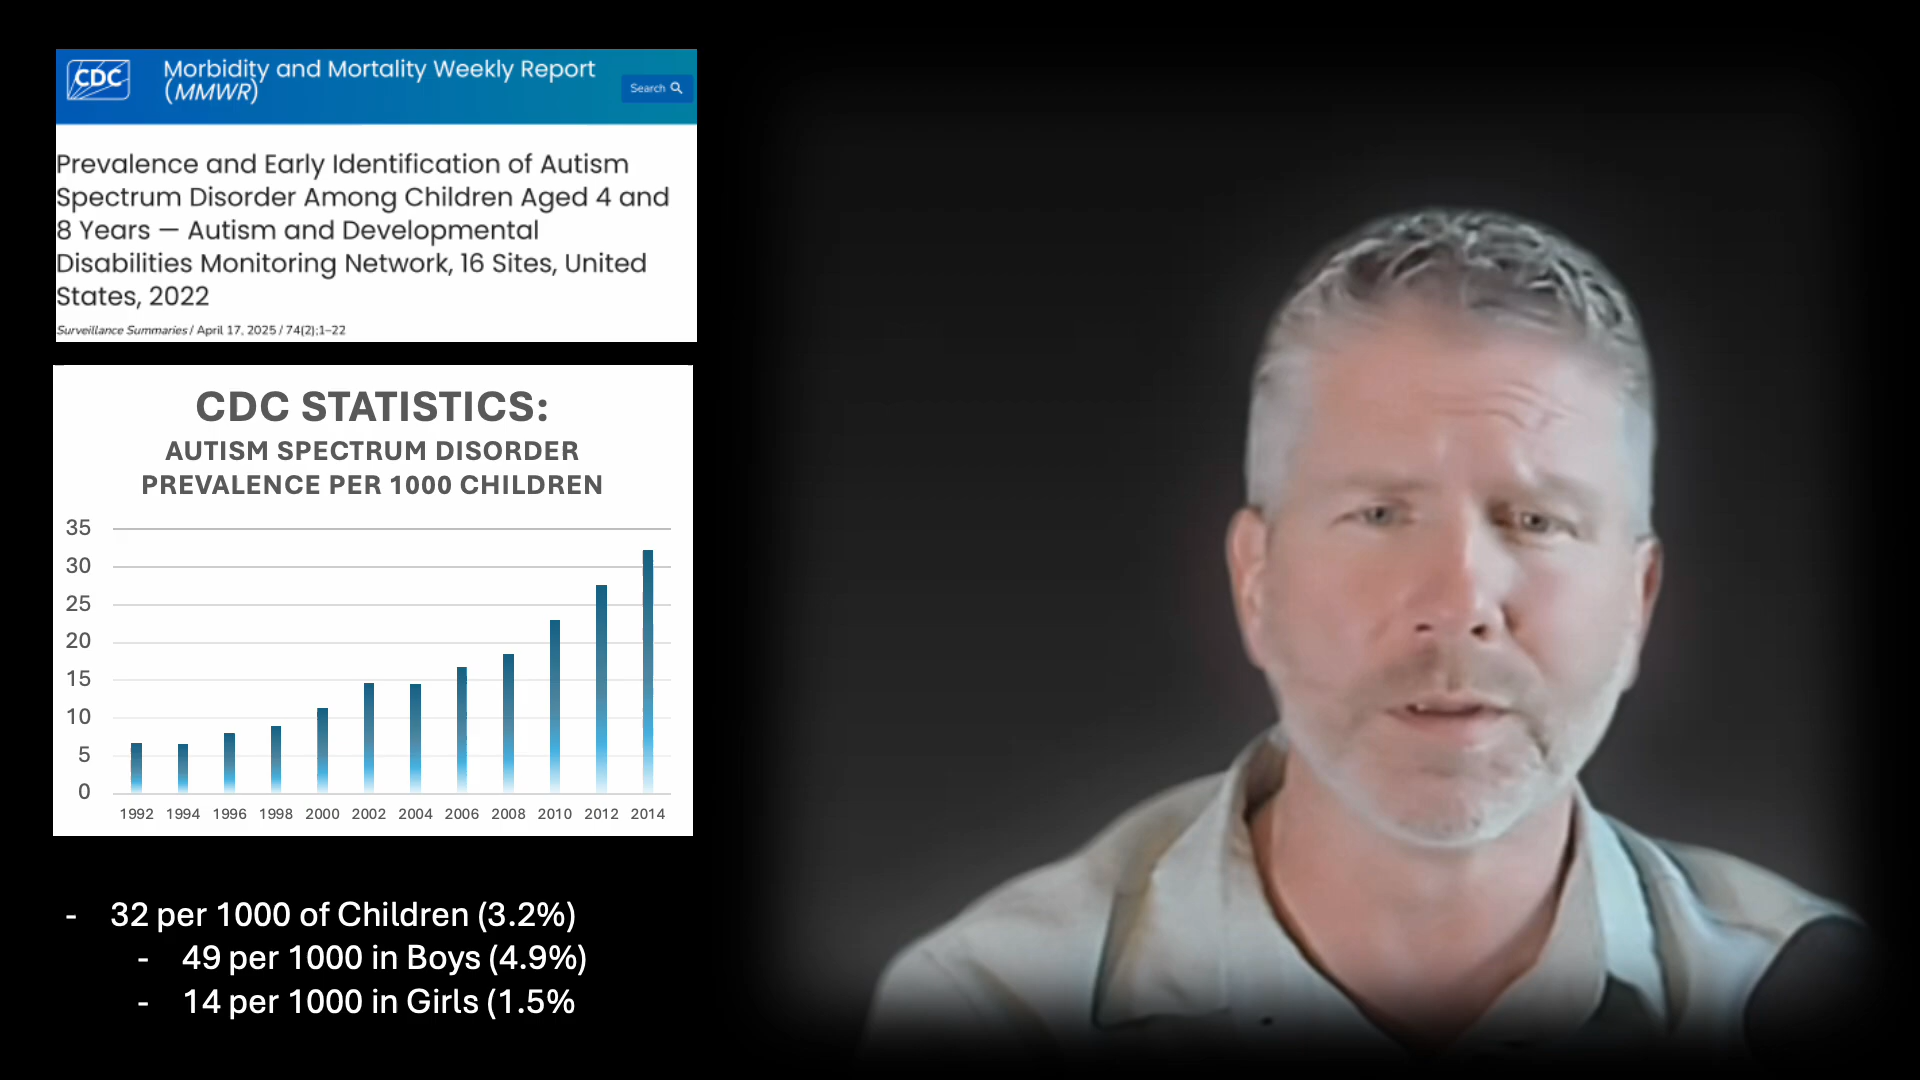 CDC
Morbidity and Mortality Weekly Report
(MMWR)
Search
Prevalence and Early Identification of Autism
Spectrum Disorder Among Children Aged 4 and
8 Years — Autism and Developmental
Disabilities Monitoring Network, 16 Sites, United
States, 2022
Surveillance Summaries / April 17, 2025 / 74(2);1–22
CDC STATISTICS:
AUTISM SPECTRUM DISORDER
PREVALENCE PER 1000 CHILDREN
35
30
25
20
15
10
5
0
1992 1994 1996 1998 2000 2002 2004 2006 2008 2010 2012 2014
- 32 per 1000 of Children (3.2%)
- 49 per 1000 in Boys (4.9%)
- 14 per 1000 in Girls (1.5%